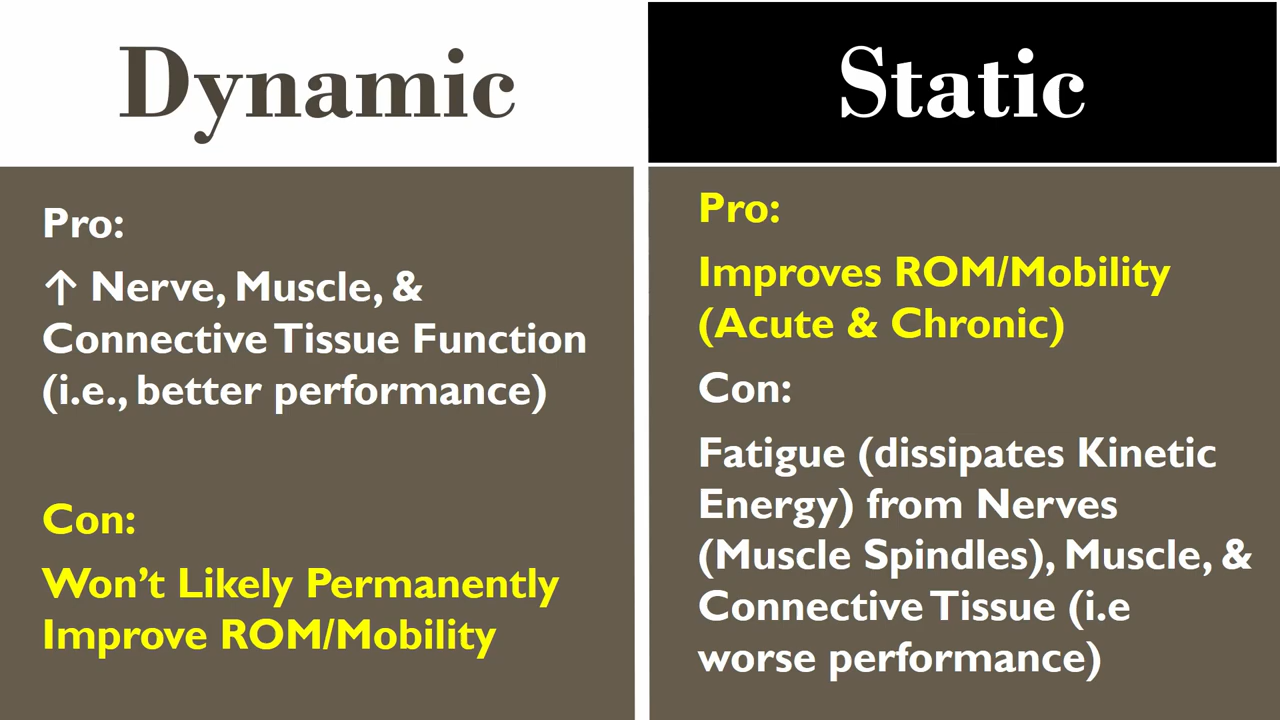 Dynamic
Pro:
↑ Nerve, Muscle, &
Connective Tissue Function
(i.e., better performance)
Con:
Won’t Likely Permanently
Improve ROM/Mobility
Static
Pro:
Improves ROM/Mobility
(Acute & Chronic)
Con:
Fatigue (dissipates Kinetic
Energy) from Nerves
(Muscle Spindles), Muscle, &
Connective Tissue (i.e
worse performance)